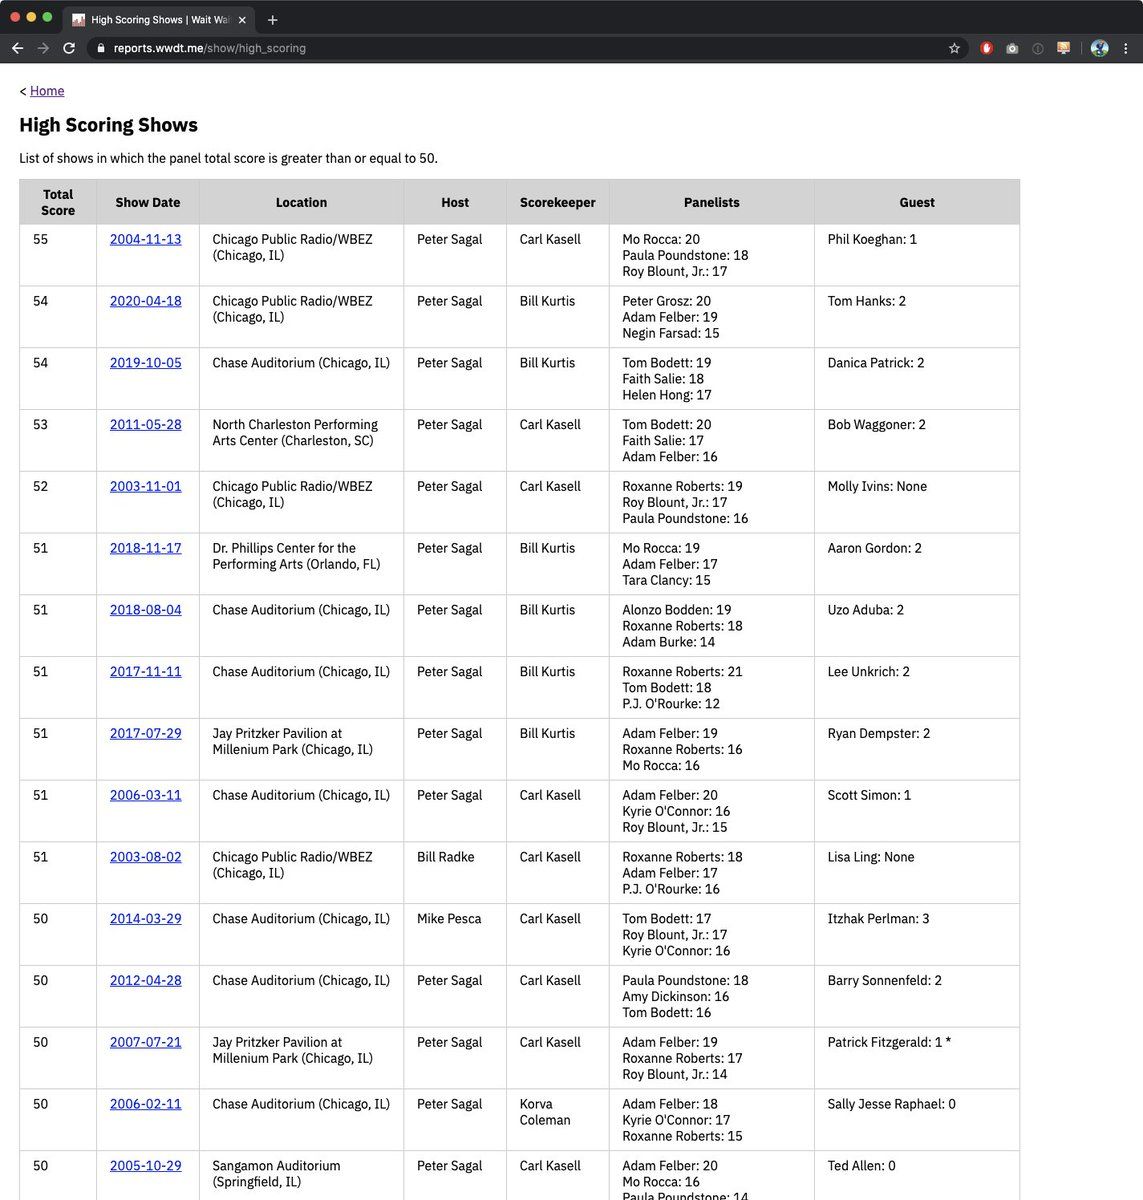 High Scoring Shows | Wait Wa
reports.wwdt.me/show/high_scoring
< Home
High Scoring Shows
List of shows in which the panel total score is greater than or equal to 50.
Total Score Show Date Location Host Scorekeeper Panelists Guest
55 2004-11-13 Chicago Public Radio/WBEZ Peter Sagal Carl Kasell Mo Rocca: 20 Phil Koeghan: 1
(Chicago, IL) Paula Poundstone: 18
Roy Blount, Jr.: 17
54 2020-04-18 Chicago Public Radio/WBEZ Peter Sagal Bill Kurtis Peter Grosz: 20 Tom Hanks: 2
(Chicago, IL) Adam Felber: 19
Negin Farsad: 15
54 2019-10-05 Chase Auditorium (Chicago, IL) Peter Sagal Bill Kurtis Tom Bodett: 19 Danica Patrick: 2
Faith Salie: 18
Helen Hong: 17
53 2011-05-28 North Charleston Performing Peter Sagal Carl Kasell Tom Bodett: 20 Bob Waggoner: 2
Arts Center (Charleston, SC) Faith Salie: 17
Adam Felber: 16
52 2003-11-01 Chicago Public Radio/WBEZ Peter Sagal Carl Kasell Roxanne Roberts: 19 Molly Ivins: None
(Chicago, IL) Roy Blount, Jr.: 17
Paula Poundstone: 16
51 2018-11-17 Dr. Phillips Center for the Peter Sagal Bill Kurtis Mo Rocca: 19 Aaron Gordon: 2
Performing Arts (Orlando, FL) Adam Felber: 17
Tara Clancy: 15
51 2018-08-04 Chase Auditorium (Chicago, IL) Peter Sagal Bill Kurtis Alonzo Bodden: 19 Uzo Aduba: 2
Roxanne Roberts: 18
Adam Burke: 14
51 2017-11-11 Chase Auditorium (Chicago, IL) Peter Sagal Bill Kurtis Roxanne Roberts: 21 Lee Unkrich: 2
Tom Bodett: 18
P.J. O'Rourke: 12
51 2017-07-29 Jay Pritzker Pavilion at Peter Sagal Bill Kurtis Adam Felber: 19 Ryan Dempster: 2
Millenium Park (Chicago, IL) Roxanne Roberts: 16
Mo Rocca: 16
51 2006-03-11 Chase Auditorium (Chicago, IL) Peter Sagal Carl Kasell Adam Felber: 20 Scott Simon: 1
Kyrie O'Connor: 16
Roy Blount, Jr.: 15
51 2003-08-02 Chicago Public Radio/WBEZ Bill Radke Carl Kasell Roxanne Roberts: 18 Lisa Ling: None
(Chicago, IL) Adam Felber: 17
P.J. O'Rourke: 16
50 2014-03-29 Chase Auditorium (Chicago, IL) Mike Pesca Carl Kasell Tom Bodett: 17 Itzhak Perlman: 3
Roy Blount, Jr.: 17
Kyrie O'Connor: 16
50 2012-04-28 Chase Auditorium (Chicago, IL) Peter Sagal Carl Kasell Paula Poundstone: 18 Barry Sonnenfeld: 2
Amy Dickinson: 16
Tom Bodett: 16
50 2007-07-21 Jay Pritzker Pavilion at Peter Sagal Carl Kasell Adam Felber: 19 Patrick Fitzgerald: 1 *
Millenium Park (Chicago, IL) Roxanne Roberts: 17
Roy Blount, Jr.: 14
50 2006-02-11 Chase Auditorium (Chicago, IL) Peter Sagal Korva Adam Felber: 18 Sally Jesse Raphael: 0
Coleman Kyrie O'Connor: 17
Roxanne Roberts: 15
50 2005-10-29 Sangamon Auditorium Peter Sagal Carl Kasell Adam Felber: 20 Ted Allen: 0
(Springfield, IL) Mo Rocca: 16
Paula Poundstone: 14